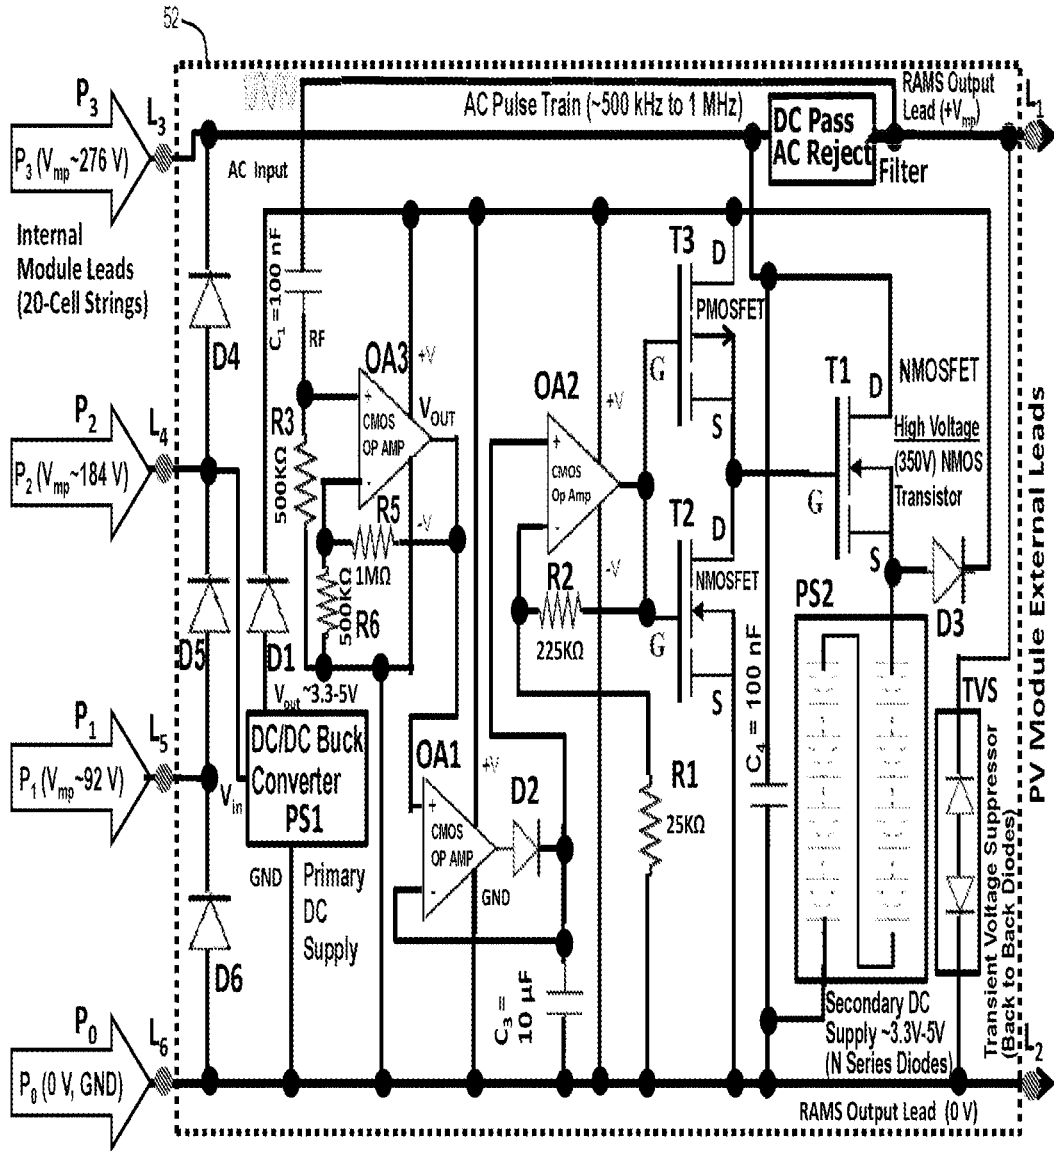 52
P3
L3
P3 (Vmp~276 V)
Internal
Module Leads
(20-Cell Strings)
P2
L4
P2 (Vmp~184 V)
P1
L5
P1 (Vmp~92 V)
P0
L6
P0 (0 V, GND)
AC Pulse Train (~500 kHz to 1 MHz)
RAMS Output
Lead (+Vmp)
L1
DC Pass
AC Reject
Filter
AC Input
C1 =100 nF
RF
D4
D5
D6
D1
OA3
+V
+
CMOS
OP AMP
-
VOUT
-V
R3
500KΩ
R5
1MΩ
500KΩ
R6
Vout ~3.3-5V
DC/DC Buck
Converter
PS1
Vin
GND
Primary
DC
Supply
OA1
+V
+
CMOS
OP AMP
-
GND
D2
C3 =
10 µF
OA2
+V
+
CMOS
Op Amp
-
-V
R2
225KΩ
R1
25KΩ
T3
D
PMOSFET
G
S
T2
D
NMOSFET
G
S
C4 = 100 nF
T1
D
NMOSFET
High Voltage
(350V) NMOS
Transistor
G
S
D3
PS2
Secondary DC
Supply ~3.3V-5V
(N Series Diodes)
TVS
Transient Voltage Suppressor
(Back to Back Diodes)
PV Module External Leads
L2
RAMS Output Lead (0 V)